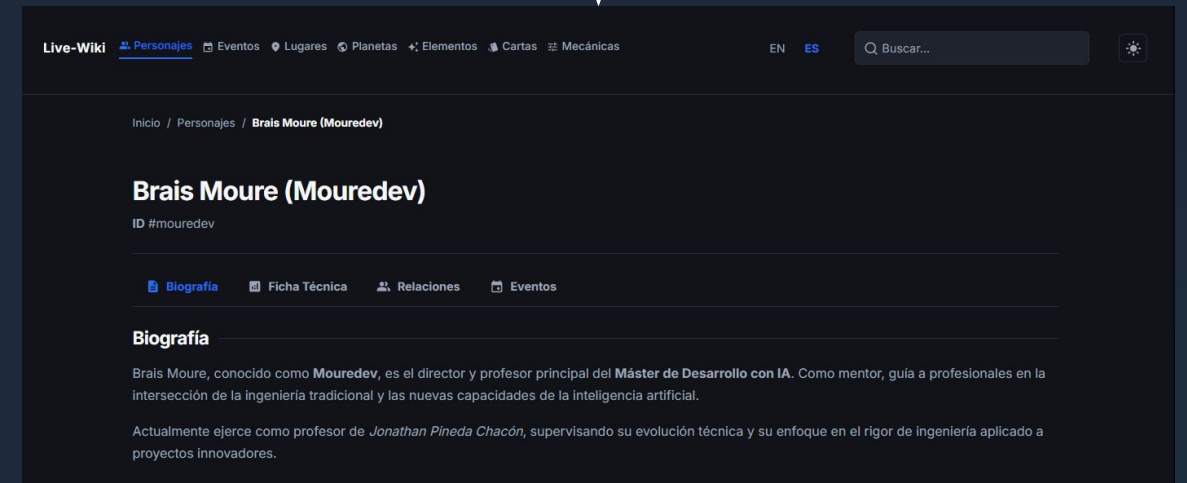 Live-Wiki Personajes Eventos Lugares Planetas Elementos Cartas Mecánicas EN ES Buscar...
Inicio / Personajes / Brais Moure (Mouredev)
Brais Moure (Mouredev)
ID #mouredev
Biografía Ficha Técnica Relaciones Eventos
Biografía
Brais Moure, conocido como Mouredev, es el director y profesor principal del Máster de Desarrollo con IA. Como mentor, guía a profesionales en la
intersección de la ingeniería tradicional y las nuevas capacidades de la inteligencia artificial.
Actualmente ejerce como profesor de Jonathan Pineda Chacón, supervisando su evolución técnica y su enfoque en el rigor de ingeniería aplicado a
proyectos innovadores.